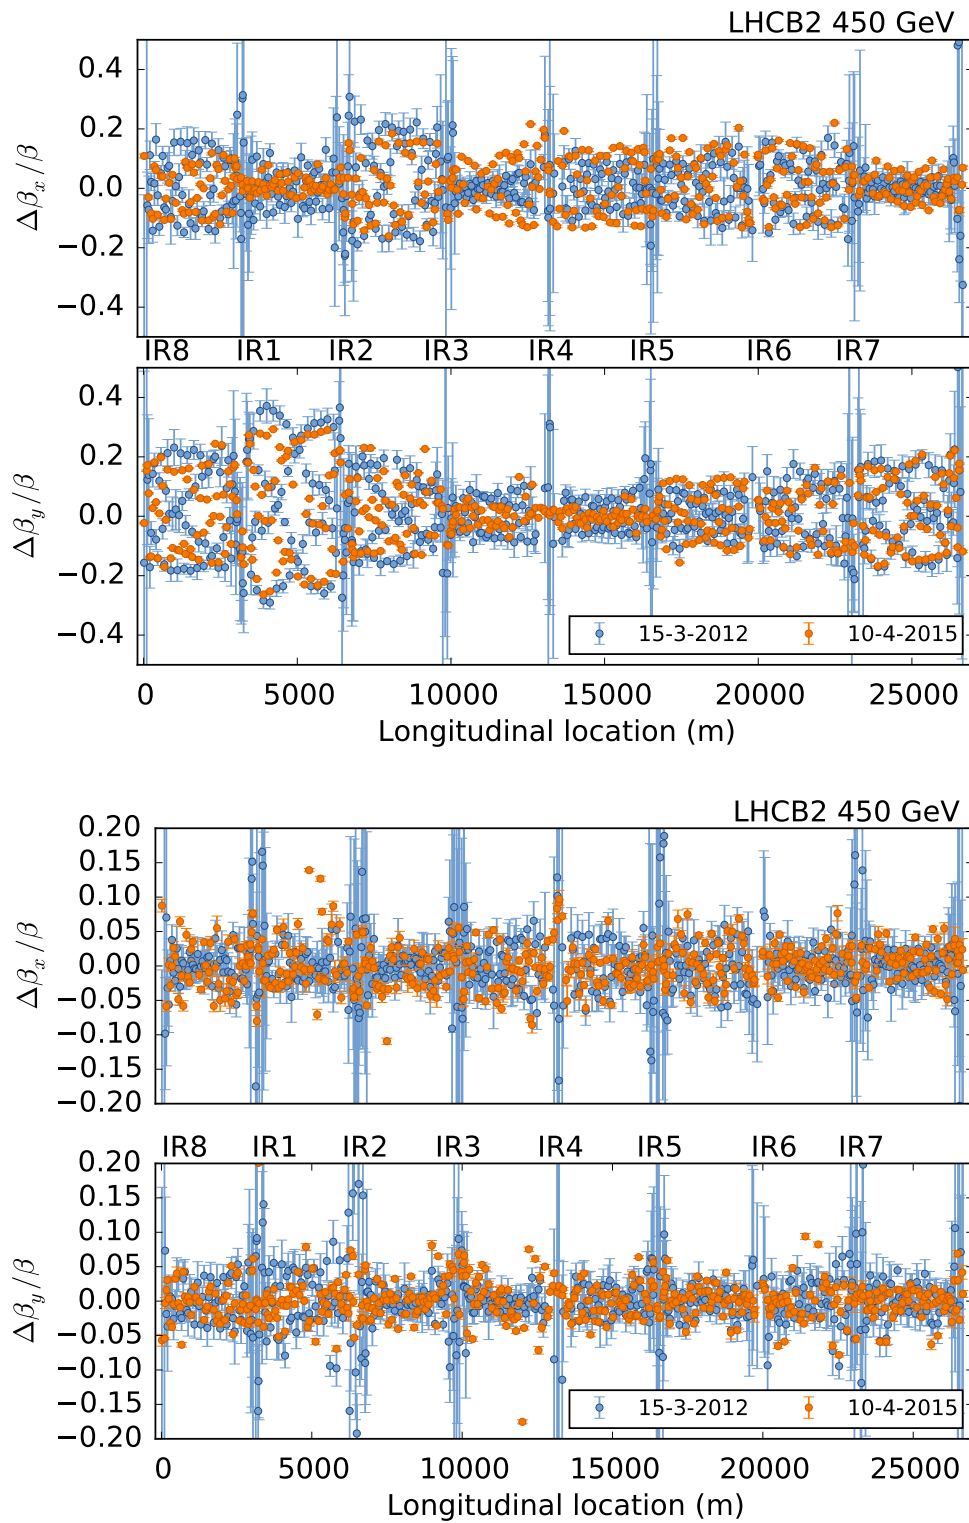 LHCB2 450 GeV
0.4
0.2
0.0
−0.2
−0.4
Δβx/β
IR8 IR1 IR2 IR3 IR4 IR5 IR6 IR7
0.4
0.2
0.0
−0.2
−0.4
Δβy/β
15-3-2012 10-4-2015
0 5000 10000 15000 20000 25000
Longitudinal location (m)
LHCB2 450 GeV
0.20
0.15
0.10
0.05
0.00
−0.05
−0.10
−0.15
−0.20
Δβx/β
IR8 IR1 IR2 IR3 IR4 IR5 IR6 IR7
0.20
0.15
0.10
0.05
0.00
−0.05
−0.10
−0.15
−0.20
Δβy/β
15-3-2012 10-4-2015
0 5000 10000 15000 20000 25000
Longitudinal location (m)